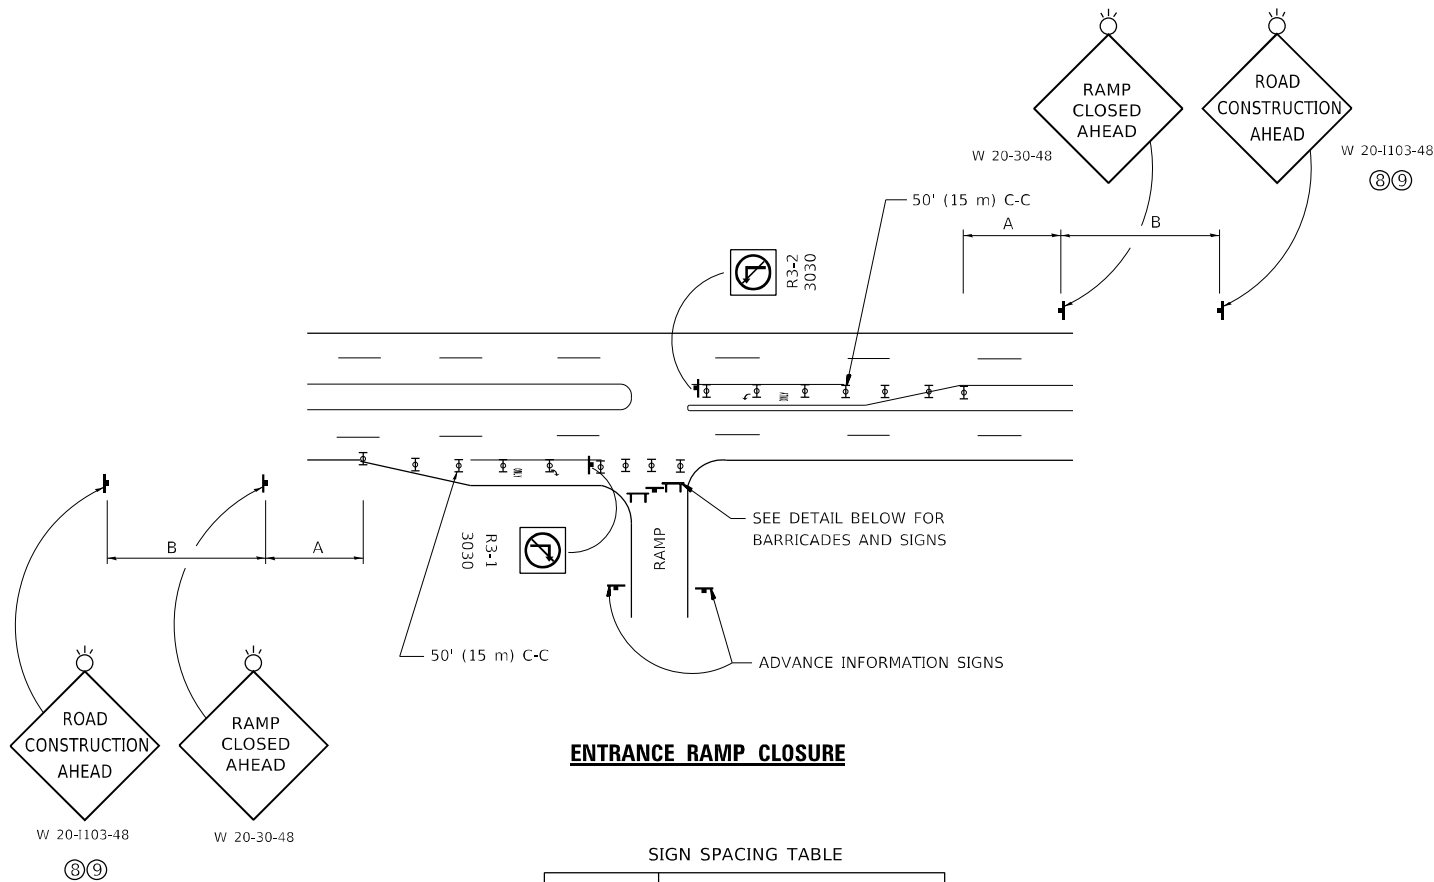 RAMP
CLOSED
AHEAD
W 20-30-48
ROAD
CONSTRUCTION
AHEAD
W 20-I103-48
⑧⑨
50' (15 m) C-C
A
B
R3-2
3030
R3-1
3030
RAMP
SEE DETAIL BELOW FOR
BARRICADES AND SIGNS
B
A
50' (15 m) C-C
ADVANCE INFORMATION SIGNS
ROAD
CONSTRUCTION
AHEAD
W 20-I103-48
⑧⑨
RAMP
CLOSED
AHEAD
W 20-30-48
ENTRANCE RAMP CLOSURE
SIGN SPACING TABLE